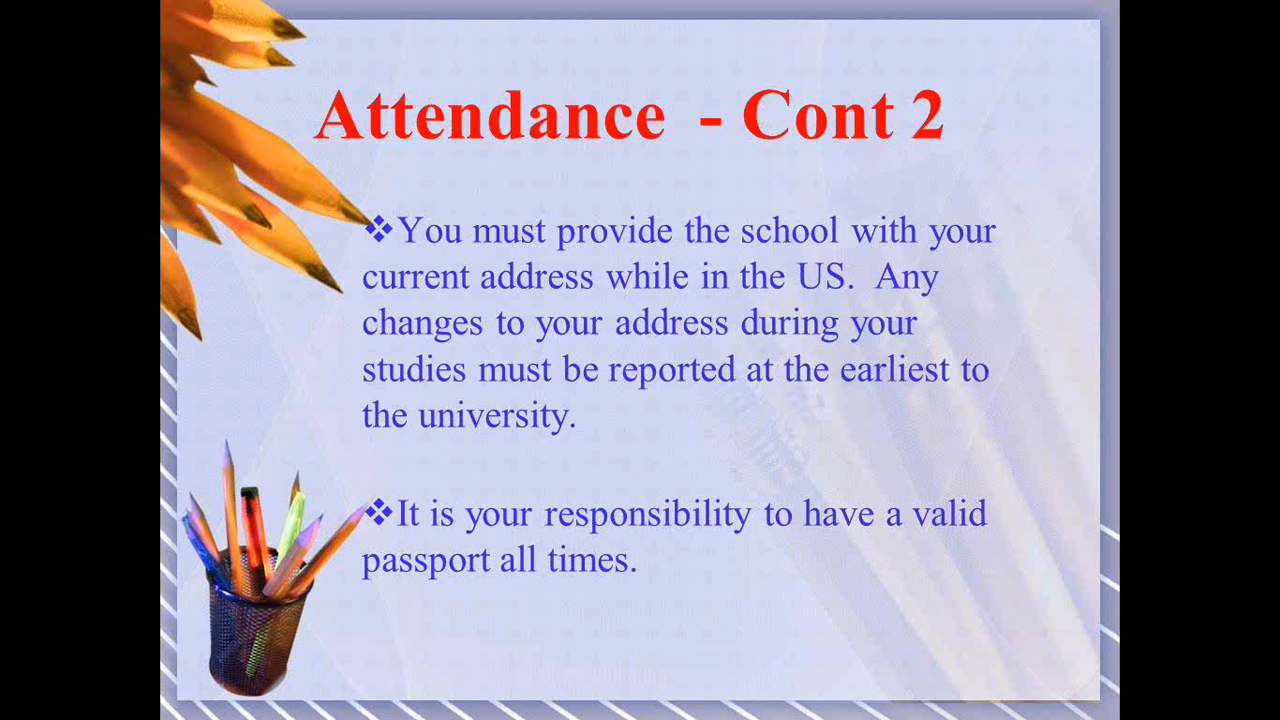 Attendance - Cont 2
❖You must provide the school with your
current address while in the US. Any
changes to your address during your
studies must be reported at the earliest to
the university.
❖It is your responsibility to have a valid
passport all times.